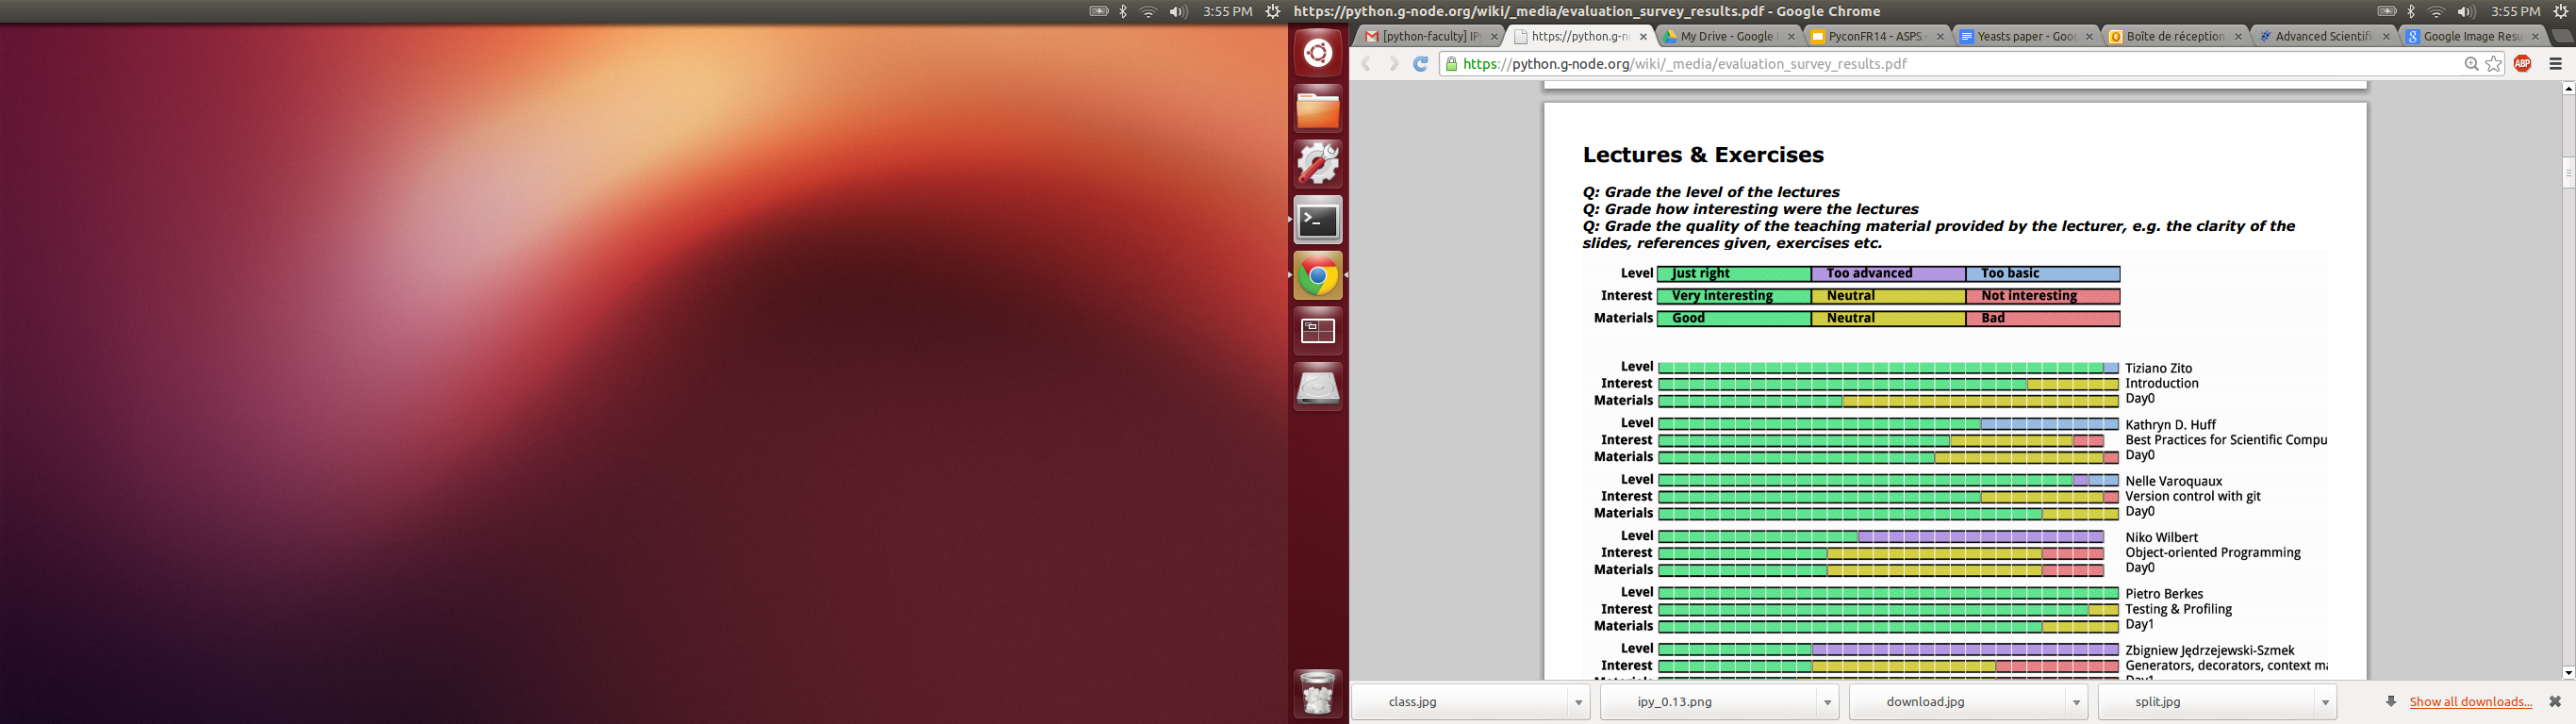 3:55 PM
https://python.g-node.org/wiki/_media/evaluation_survey_results.pdf - Google Chrome
3:55 PM
[python-faculty] IPy
https://python.g-n
My Drive - Google
PyconFR14 - ASPS -
Yeasts paper - Goo
Boîte de réception
Advanced Scientifi
Google Image Resu
https://python.g-node.org/wiki/_media/evaluation_survey_results.pdf
ABP
Lectures & Exercises
Q: Grade the level of the lectures
Q: Grade how interesting were the lectures
Q: Grade the quality of the teaching material provided by the lecturer, e.g. the clarity of the
slides, references given, exercises etc.
Level Just right Too advanced Too basic
Interest Very interesting Neutral Not interesting
Materials Good Neutral Bad
Level Tiziano Zito
Interest Introduction
Materials Day0
Level Kathryn D. Huff
Interest Best Practices for Scientific Compu
Materials Day0
Level Nelle Varoquaux
Interest Version control with git
Materials Day0
Level Niko Wilbert
Interest Object-oriented Programming
Materials Day0
Level Pietro Berkes
Interest Testing & Profiling
Materials Day1
Level Zbigniew Jędrzejewski-Szmek
Interest Generators, decorators, context ma
Materials Day1
class.jpg
ipy_0.13.png
download.jpg
split.jpg
Show all downloads...